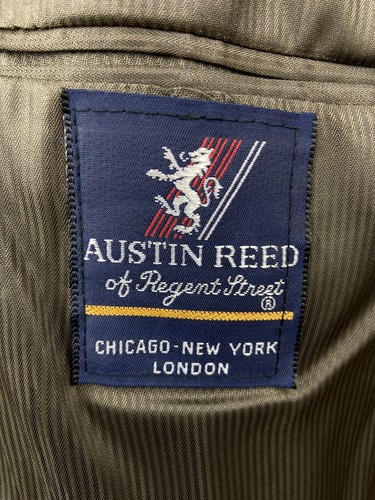 AUSTIN REED
of Regent Street
®
CHICAGO-NEW YORK
LONDON